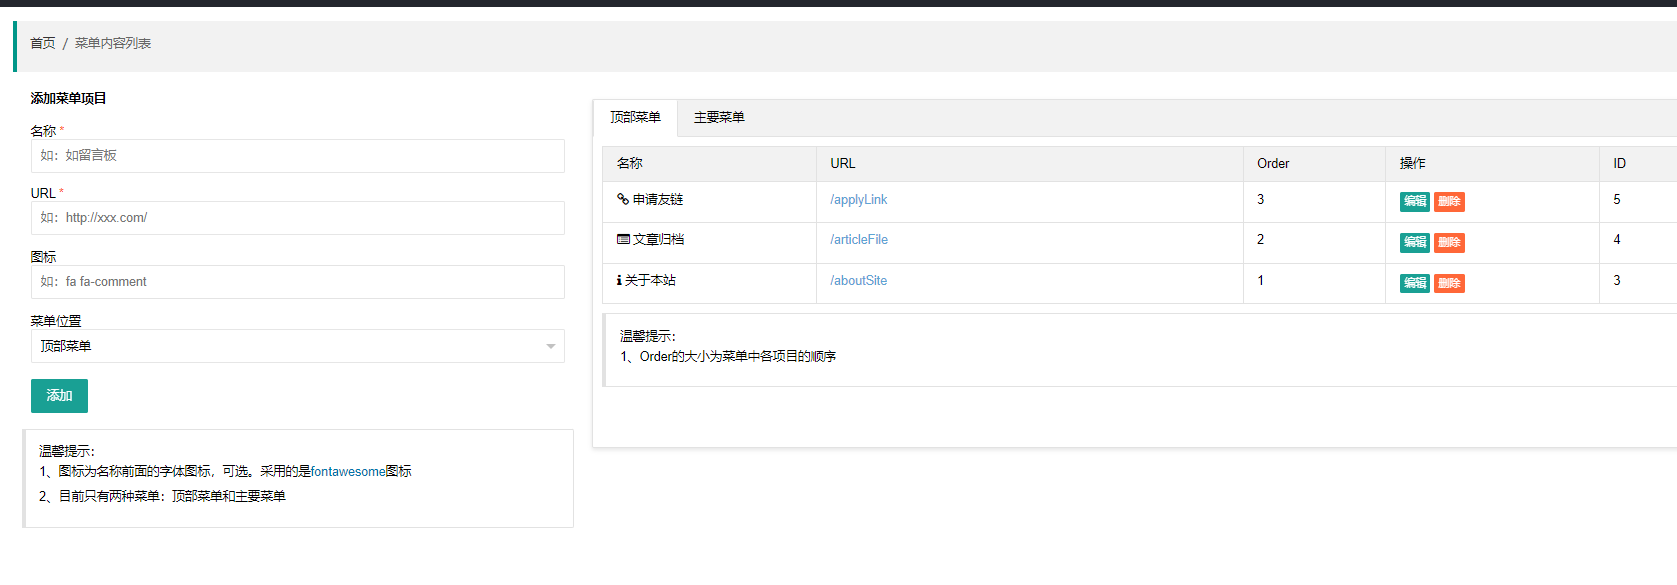 首页 / 菜单内容列表
添加菜单项目
名称 *
如：如留言板
URL *
如：http://xxx.com/
图标
如：fa fa-comment
菜单位置
顶部菜单
添加
温馨提示：
1、图标为名称前面的字体图标，可选。采用的是fontawesome图标
2、目前只有两种菜单：顶部菜单和主要菜单
顶部菜单 主要菜单
名称 URL Order 操作 ID
申请友链 /applyLink 3 编辑 删除 5
文章归档 /articleFile 2 编辑 删除 4
关于本站 /aboutSite 1 编辑 删除 3
温馨提示：
1、Order的大小为菜单中各项目的顺序